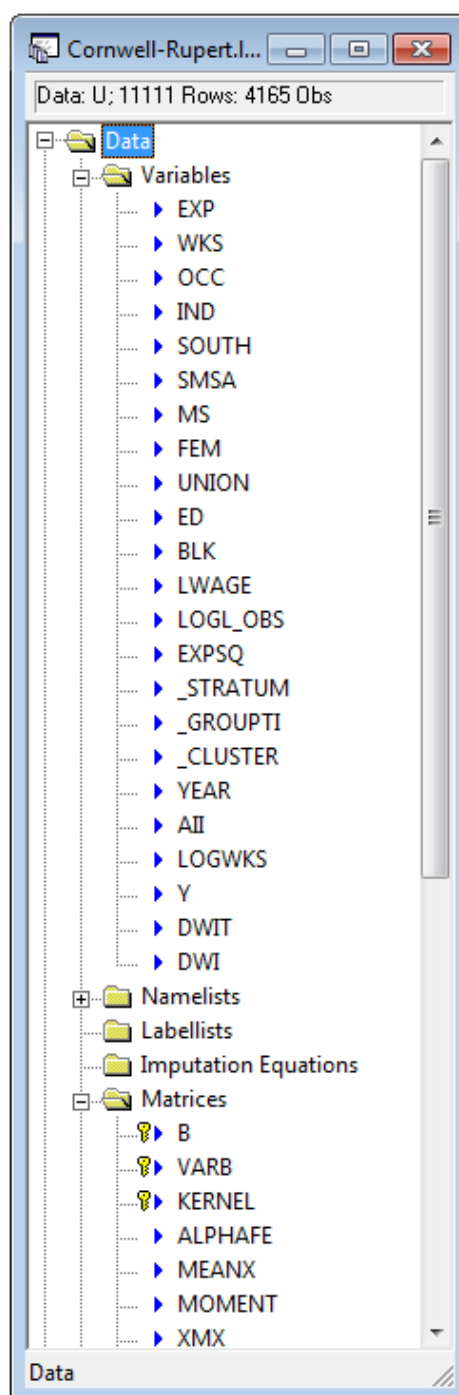 Cornwell-Rupert.l...
Data: U; 11111 Rows: 4165 Obs
Data
Variables
EXP
WKS
OCC
IND
SOUTH
SMSA
MS
FEM
UNION
ED
BLK
LWAGE
LOGL_OBS
EXPSQ
_STRATUM
_GROUPTI
_CLUSTER
YEAR
AII
LOGWKS
Y
DWIT
DWI
Namelists
Labellists
Imputation Equations
Matrices
B
VARB
KERNEL
ALPHAFE
MEANX
MOMENT
XMX
Data